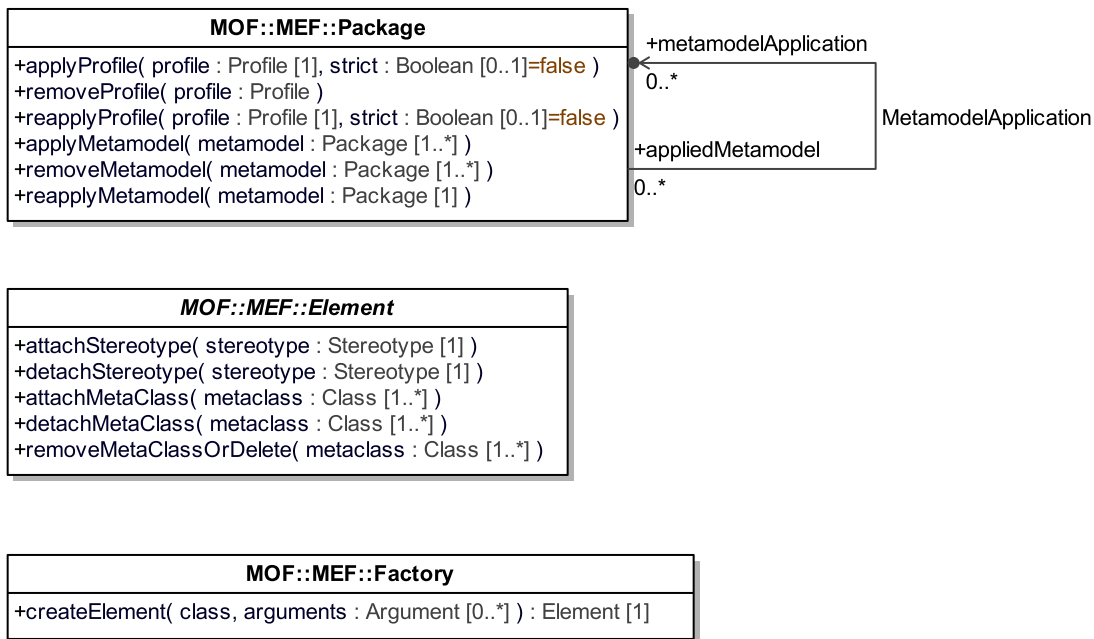 MOF::MEF::Package
+applyProfile( profile : Profile [1], strict : Boolean [0..1]=false )
+removeProfile( profile : Profile )
+reapplyProfile( profile : Profile [1], strict : Boolean [0..1]=false )
+applyMetamodel( metamodel : Package [1..*] )
+removeMetamodel( metamodel : Package [1..*] )
+reapplyMetamodel( metamodel : Package [1] )
+metamodelApplication
0..*
MetamodelApplication
+appliedMetamodel
0..*
MOF::MEF::Element
+attachStereotype( stereotype : Stereotype [1] )
+detachStereotype( stereotype : Stereotype [1] )
+attachMetaClass( metaclass : Class [1..*] )
+detachMetaClass( metaclass : Class [1..*] )
+removeMetaClassOrDelete( metaclass : Class [1..*] )
MOF::MEF::Factory
+createElement( class, arguments : Argument [0..*] ) : Element [1]